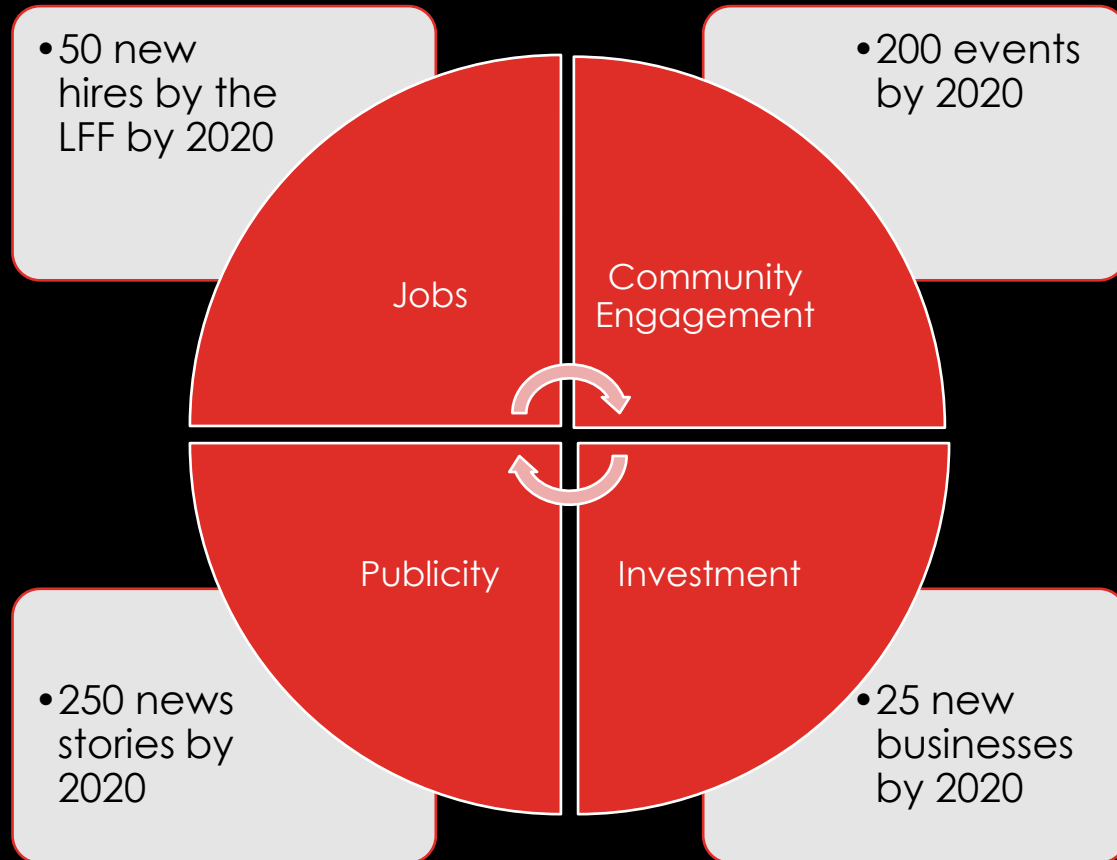 •50 new
hires by the
LFF by 2020
•200 events
by 2020
Jobs
Community
Engagement
Publicity
Investment
•250 news
stories by
2020
•25 new
businesses
by 2020